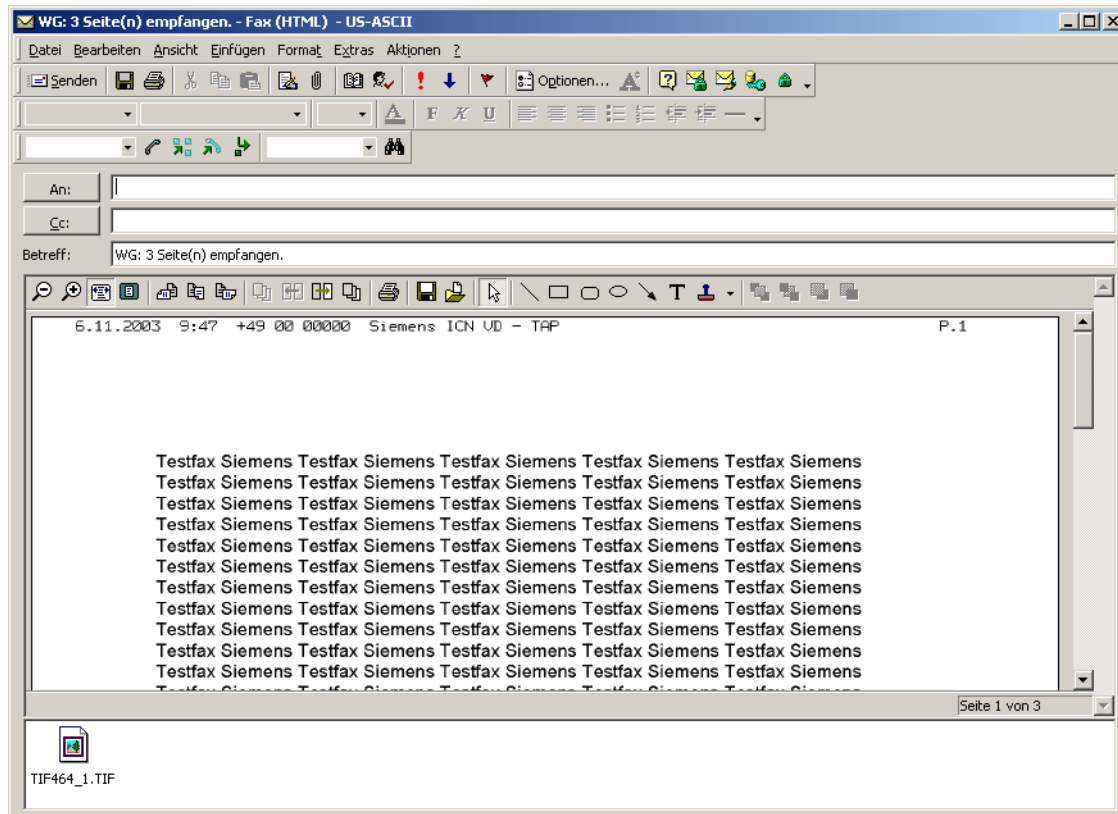 WG: 3 Seite(n) empfangen. - Fax (HTML) - US-ASCII
Datei Bearbeiten Ansicht Einfügen Format Extras Aktionen ?
Senden Optionen...
F K U
An:
Cc:
Betreff: WG: 3 Seite(n) empfangen.
T
6.11.2003 9:47 +49 00 00000 Siemens ICN VD - TAP P.1
Testfax Siemens Testfax Siemens Testfax Siemens Testfax Siemens Testfax Siemens
Testfax Siemens Testfax Siemens Testfax Siemens Testfax Siemens Testfax Siemens
Testfax Siemens Testfax Siemens Testfax Siemens Testfax Siemens Testfax Siemens
Testfax Siemens Testfax Siemens Testfax Siemens Testfax Siemens Testfax Siemens
Testfax Siemens Testfax Siemens Testfax Siemens Testfax Siemens Testfax Siemens
Testfax Siemens Testfax Siemens Testfax Siemens Testfax Siemens Testfax Siemens
Testfax Siemens Testfax Siemens Testfax Siemens Testfax Siemens Testfax Siemens
Testfax Siemens Testfax Siemens Testfax Siemens Testfax Siemens Testfax Siemens
Testfax Siemens Testfax Siemens Testfax Siemens Testfax Siemens Testfax Siemens
Testfax Siemens Testfax Siemens Testfax Siemens Testfax Siemens Testfax Siemens
Testfax Siemens Testfax Siemens Testfax Siemens Testfax Siemens Testfax Siemens
Seite 1 von 3
TIF464_1.TIF